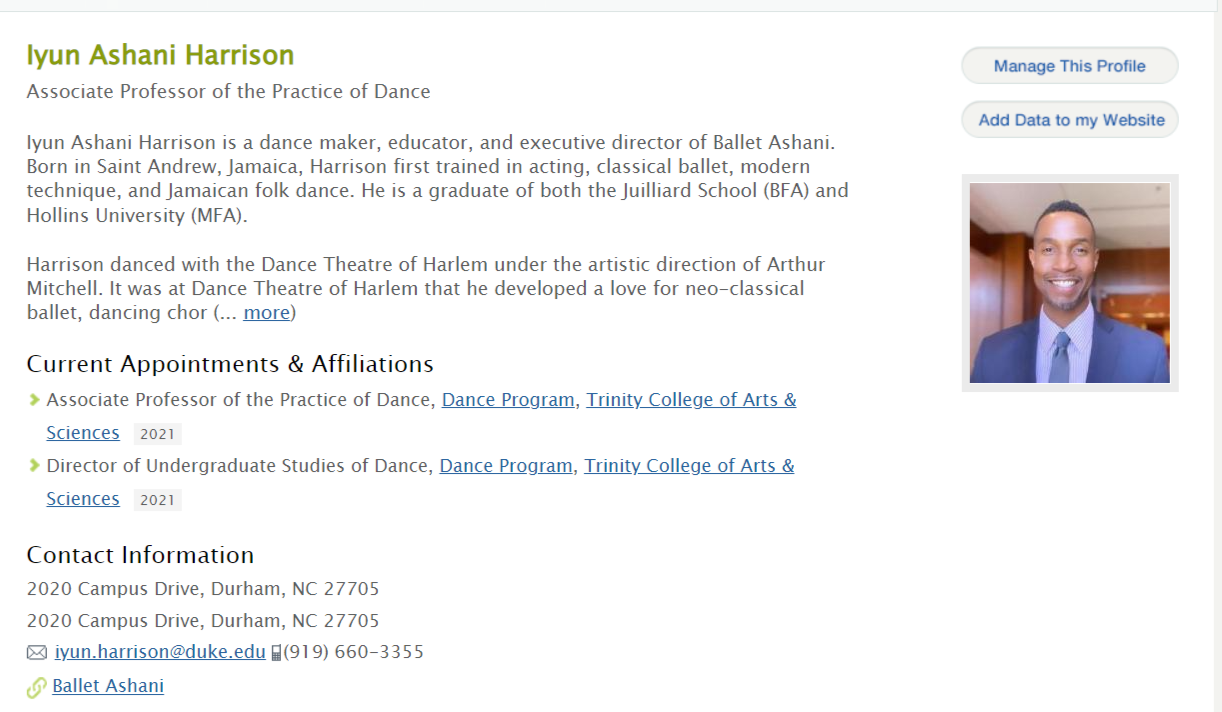 Iyun Ashani Harrison
Associate Professor of the Practice of Dance
Iyun Ashani Harrison is a dance maker, educator, and executive director of Ballet Ashani.
Born in Saint Andrew, Jamaica, Harrison first trained in acting, classical ballet, modern
technique, and Jamaican folk dance. He is a graduate of both the Juilliard School (BFA) and
Hollins University (MFA).
Harrison danced with the Dance Theatre of Harlem under the artistic direction of Arthur
Mitchell. It was at Dance Theatre of Harlem that he developed a love for neo-classical
ballet, dancing chor (... more)
Current Appointments & Affiliations
Associate Professor of the Practice of Dance, Dance Program, Trinity College of Arts &
Sciences 2021
Director of Undergraduate Studies of Dance, Dance Program, Trinity College of Arts &
Sciences 2021
Contact Information
2020 Campus Drive, Durham, NC 27705
2020 Campus Drive, Durham, NC 27705
iyun.harrison@duke.edu (919) 660-3355
Ballet Ashani
Manage This Profile
Add Data to my Website